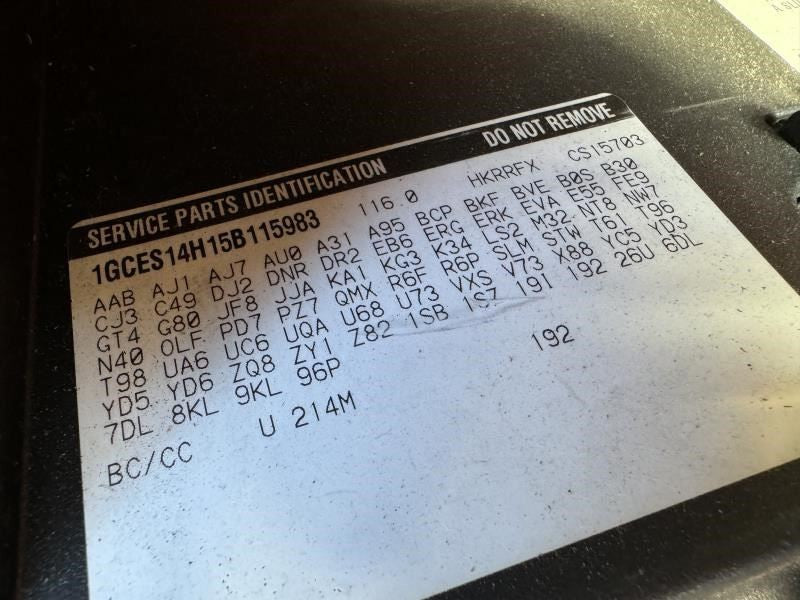 SERVICE PARTS IDENTIFICATION DO NOT REMOVE
1GCES14H15B115983 116.0 HKRRFX CS15703
AAB AJ1 AJ7 AU0 A31 A95 BCP BKF BVE B0S B30
CJ3 C49 DJ2 DNR DR2 EB6 ERG ERK EVA E55 FE9
GT4 G80 JF8 JJA KA1 KG3 K34 LS2 M32 NT8 NW7
N40 OLF PD7 PZ7 QMX R6F R6P SLM STW T61 T96
T98 UA6 UC6 UQA U68 U73 VXS V73 X88 YC5 YD3
YD5 YD6 ZQ8 ZY1 Z82 1SB 1SZ 191 192 26U 6DL
7DL 8KL 9KL 96P
192
BC/CC U 214M